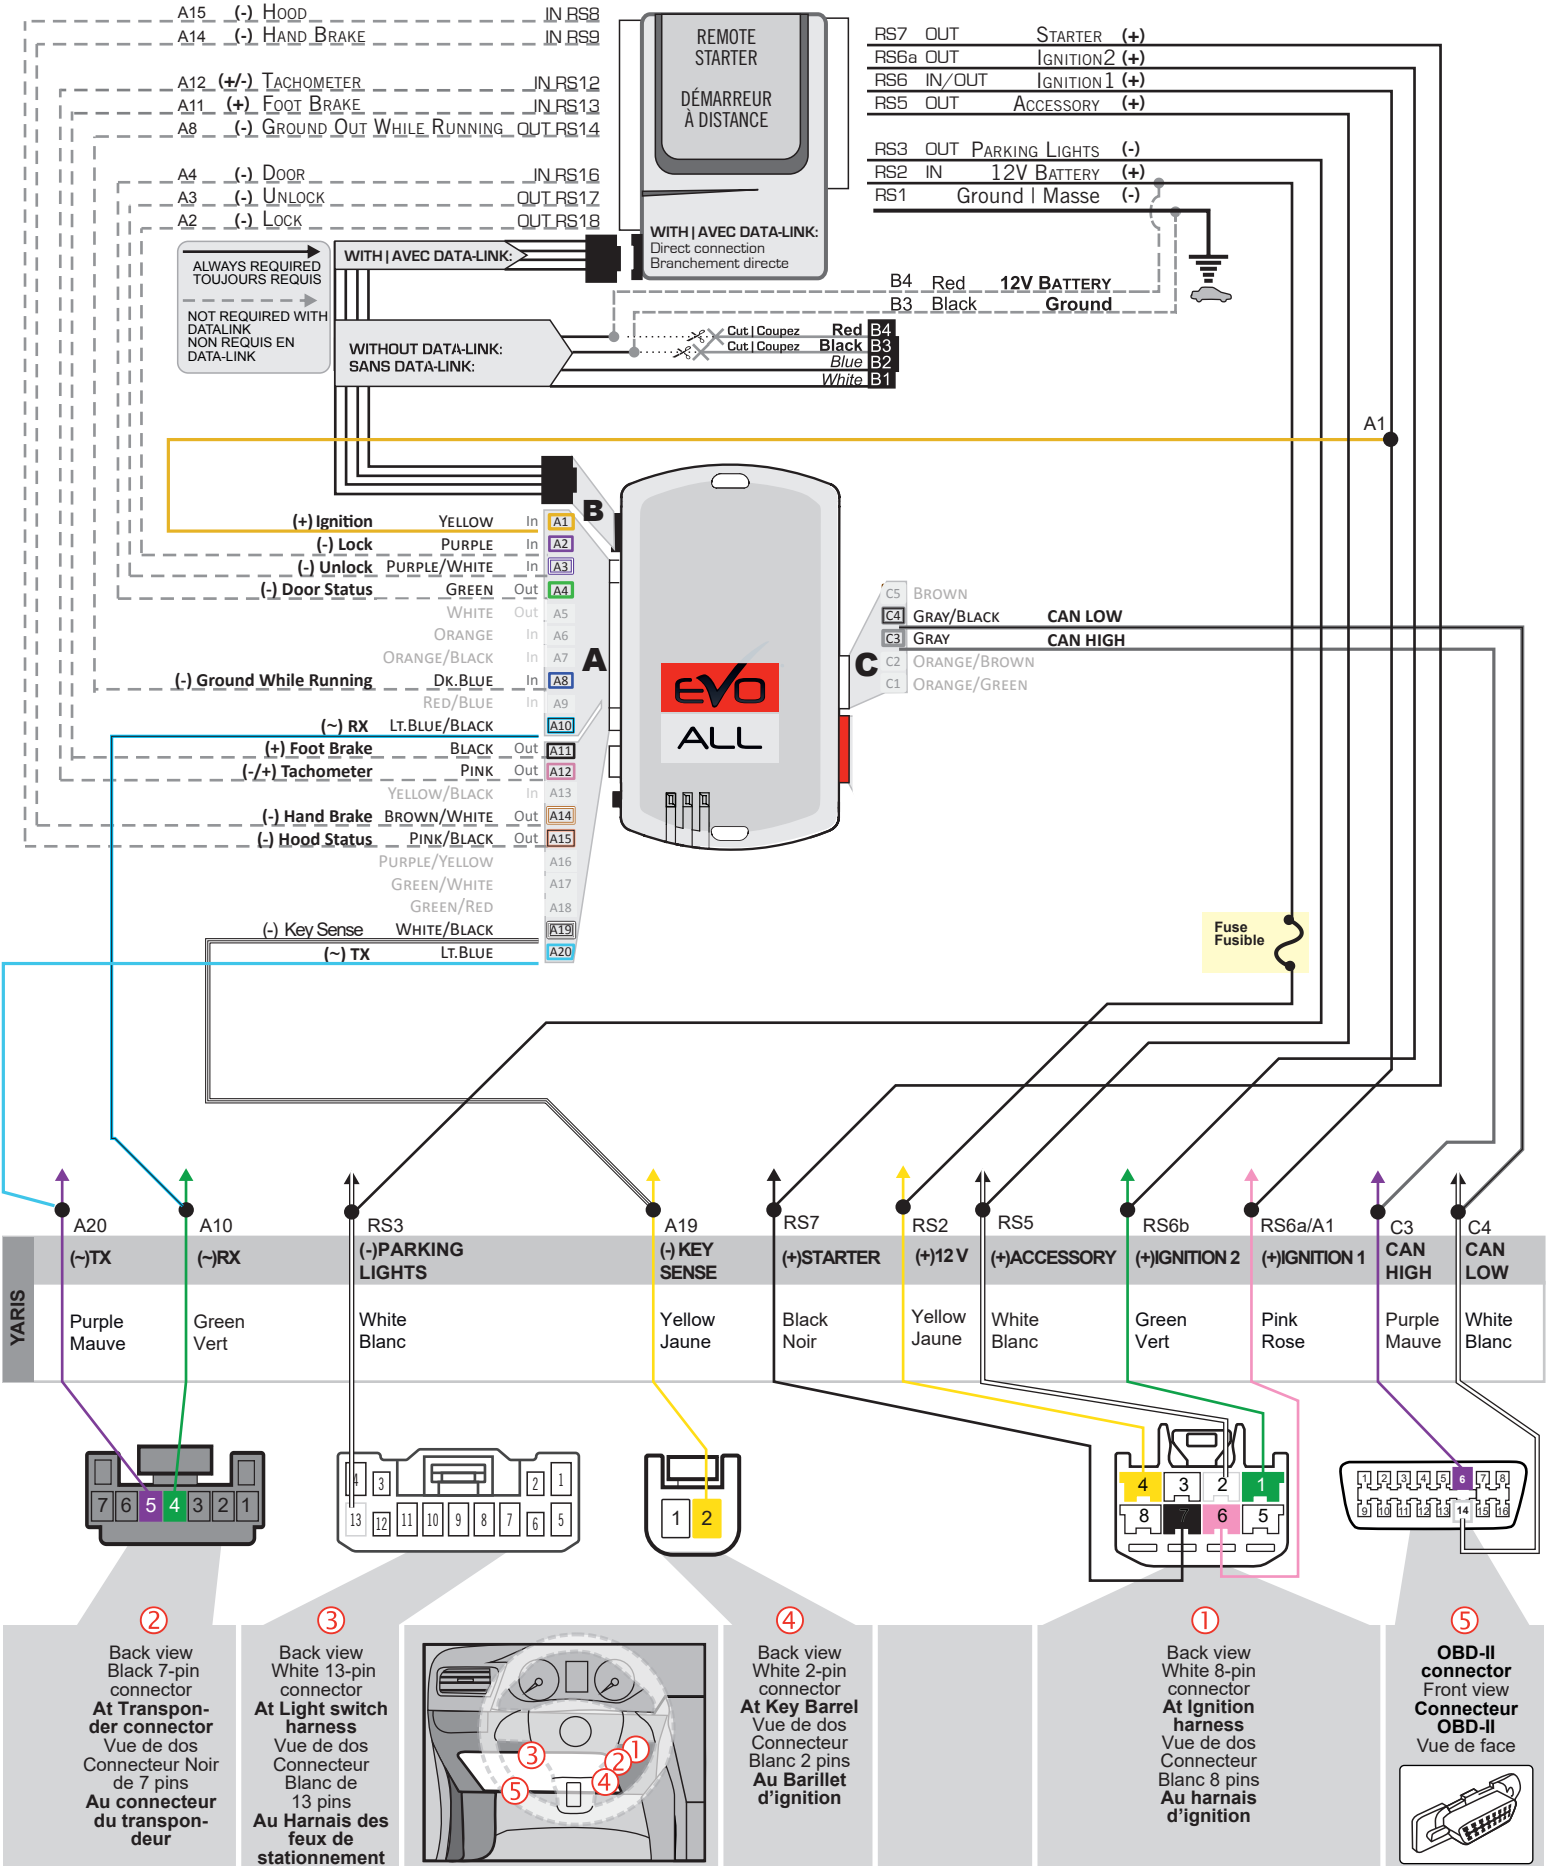 A15 (-) HOOD IN RS8
A14 (-) HAND BRAKE IN RS9
A12 (+/-) TACHOMETER IN RS12
A11 (+) FOOT BRAKE IN RS13
A8 (-) GROUND OUT WHILE RUNNING OUT RS14
A4 (-) DOOR IN RS16
A3 (-) UNLOCK OUT RS17
A2 (-) LOCK OUT RS18
REMOTE
STARTER
DÉMARREUR
À DISTANCE
WITH | AVEC DATA-LINK:
Direct connection
Branchement directe
RS7 OUT STARTER (+)
RS6a OUT IGNITION2 (+)
RS6 IN/OUT IGNITION1 (+)
RS5 OUT ACCESSORY (+)
RS3 OUT PARKING LIGHTS (-)
RS2 IN 12V BATTERY (+)
RS1 Ground | Masse (-)
ALWAYS REQUIRED
TOUJOURS REQUIS
NOT REQUIRED WITH
DATALINK
NON REQUIS EN
DATA-LINK
WITH | AVEC DATA-LINK:
WITHOUT DATA-LINK:
SANS DATA-LINK:
B4 Red 12V BATTERY
B3 Black Ground
Cut | Coupez Red B4
Cut | Coupez Black B3
Blue B2
White B1
A1
B
A
C
(+) Ignition YELLOW In A1
(-) Lock PURPLE In A2
(-) Unlock PURPLE/WHITE In A3
(-) Door Status GREEN Out A4
WHITE Out A5
ORANGE In A6
ORANGE/BLACK In A7
(-) Ground While Running DK.BLUE In A8
RED/BLUE In A9
(~) RX LT.BLUE/BLACK A10
(+) Foot Brake BLACK Out A11
(-/+) Tachometer PINK Out A12
YELLOW/BLACK In A13
(-) Hand Brake BROWN/WHITE Out A14
(-) Hood Status PINK/BLACK Out A15
PURPLE/YELLOW A16
GREEN/WHITE A17
GREEN/RED A18
(-) Key Sense WHITE/BLACK A19
(~) TX LT.BLUE A20
EVO
ALL
C5 BROWN
C4 GRAY/BLACK CAN LOW
C3 GRAY CAN HIGH
C2 ORANGE/BROWN
C1 ORANGE/GREEN
Fuse
Fusible
YARIS
A20
(~)TX
Purple
Mauve
A10
(~)RX
Green
Vert
RS3
(-)PARKING
LIGHTS
White
Blanc
A19
(-) KEY
SENSE
Yellow
Jaune
RS7
(+)STARTER
Black
Noir
RS2
(+)12 V
Yellow
Jaune
RS5
(+)ACCESSORY
White
Blanc
RS6b
(+)IGNITION 2
Green
Vert
RS6a/A1
(+)IGNITION 1
Pink
Rose
C3
CAN
HIGH
Purple
Mauve
C4
CAN
LOW
White
Blanc
7 6 5 4 3 2 1
4 3 2 1
13 12 11 10 9 8 7 6 5
1 2
4 3 2 1
8 7 6 5
1 2 3 4 5 6 7 8
9 10 11 12 13 14 15 16
2
Back view
Black 7-pin
connector
At Transpon-
der connector
Vue de dos
Connecteur Noir
de 7 pins
Au connecteur
du transpon-
deur
3
Back view
White 13-pin
connector
At Light switch
harness
Vue de dos
Connecteur
Blanc de
13 pins
Au Harnais des
feux de
stationnement
3 1
2
4
5
4
Back view
White 2-pin
connector
At Key Barrel
Vue de dos
Connecteur
Blanc 2 pins
Au Barillet
d'ignition
1
Back view
White 8-pin
connector
At Ignition
harness
Vue de dos
Connecteur
Blanc 8 pins
Au harnais
d'ignition
5
OBD-II
connector
Front view
Connecteur
OBD-II
Vue de face